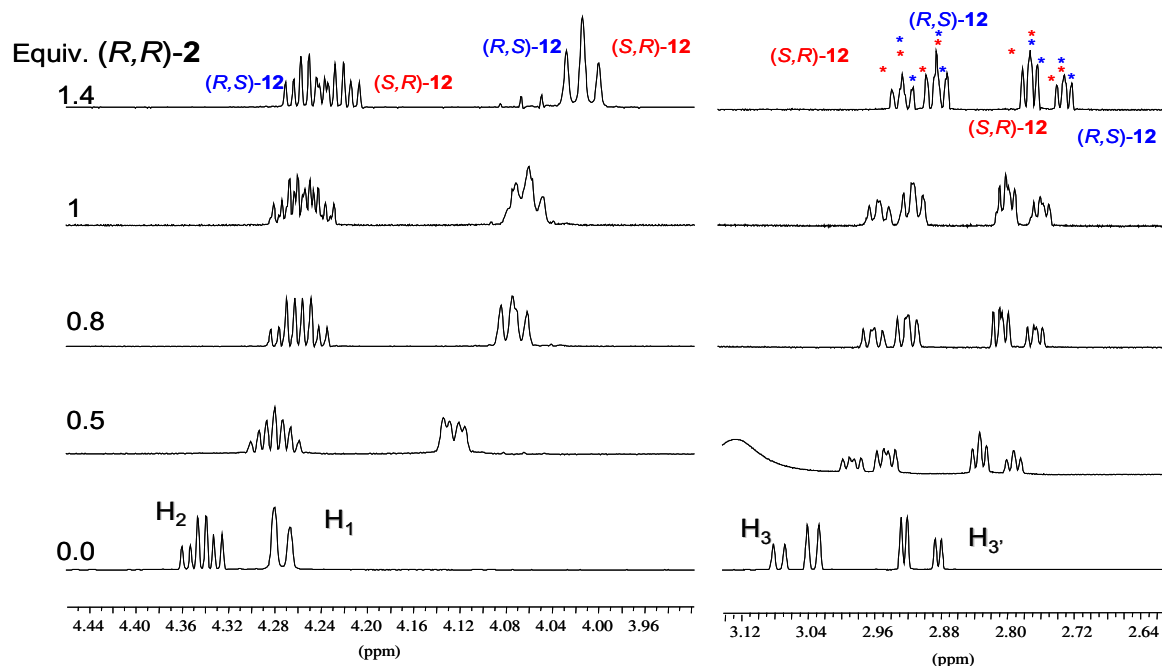 Equiv. (R,R)-2
(R,S)-12
(S,R)-12
(R,S)-12
(S,R)-12
(S,R)-12
(R,S)-12
* * * * * * * * * * * * * * * *
1.4
(S,R)-12
(R,S)-12
1
0.8
0.5
H2
H1
H3
H3'
0.0
4.44 4.40 4.36 4.32 4.28 4.24 4.20 4.16 4.12 4.08 4.04 4.00 3.96
(ppm)
3.12 3.04 2.96 2.88 2.80 2.72 2.64
(ppm)